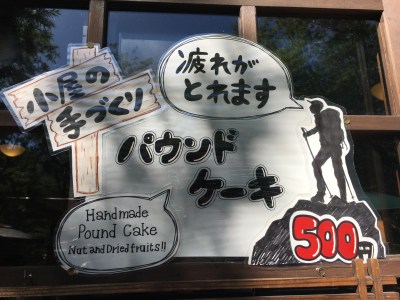 小屋の
手づくり
疲れが
とれます
パウンド
ケーキ
Handmade
Pound Cake
Nut and Dried fruits!!
500円